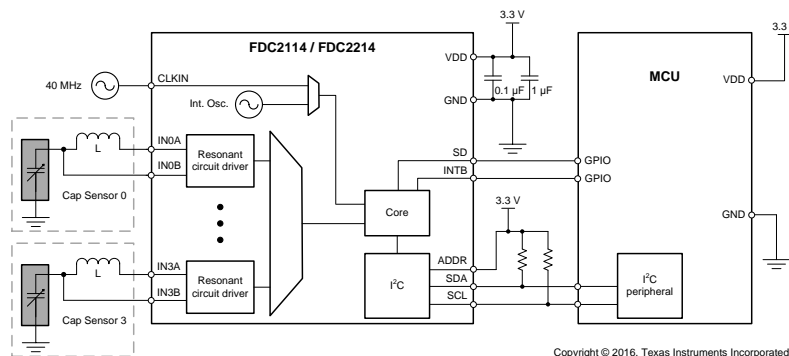 3.3 V
3.3
FDC2114 / FDC2214
MCU
VDD
VDD
40 MHz
CLKIN
Int. Osc.
0.1 µF
1 µF
GND
L
IN0A
IN0B
Resonant
circuit driver
Cap Sensor 0
SD
GPIO
INTB
GPIO
Core
3.3 V
GND
L
IN3A
IN3B
Resonant
circuit driver
Cap Sensor 3
I²C
ADDR
SDA
SCL
I²C
peripheral
Copyright © 2016, Texas Instruments Incorporated